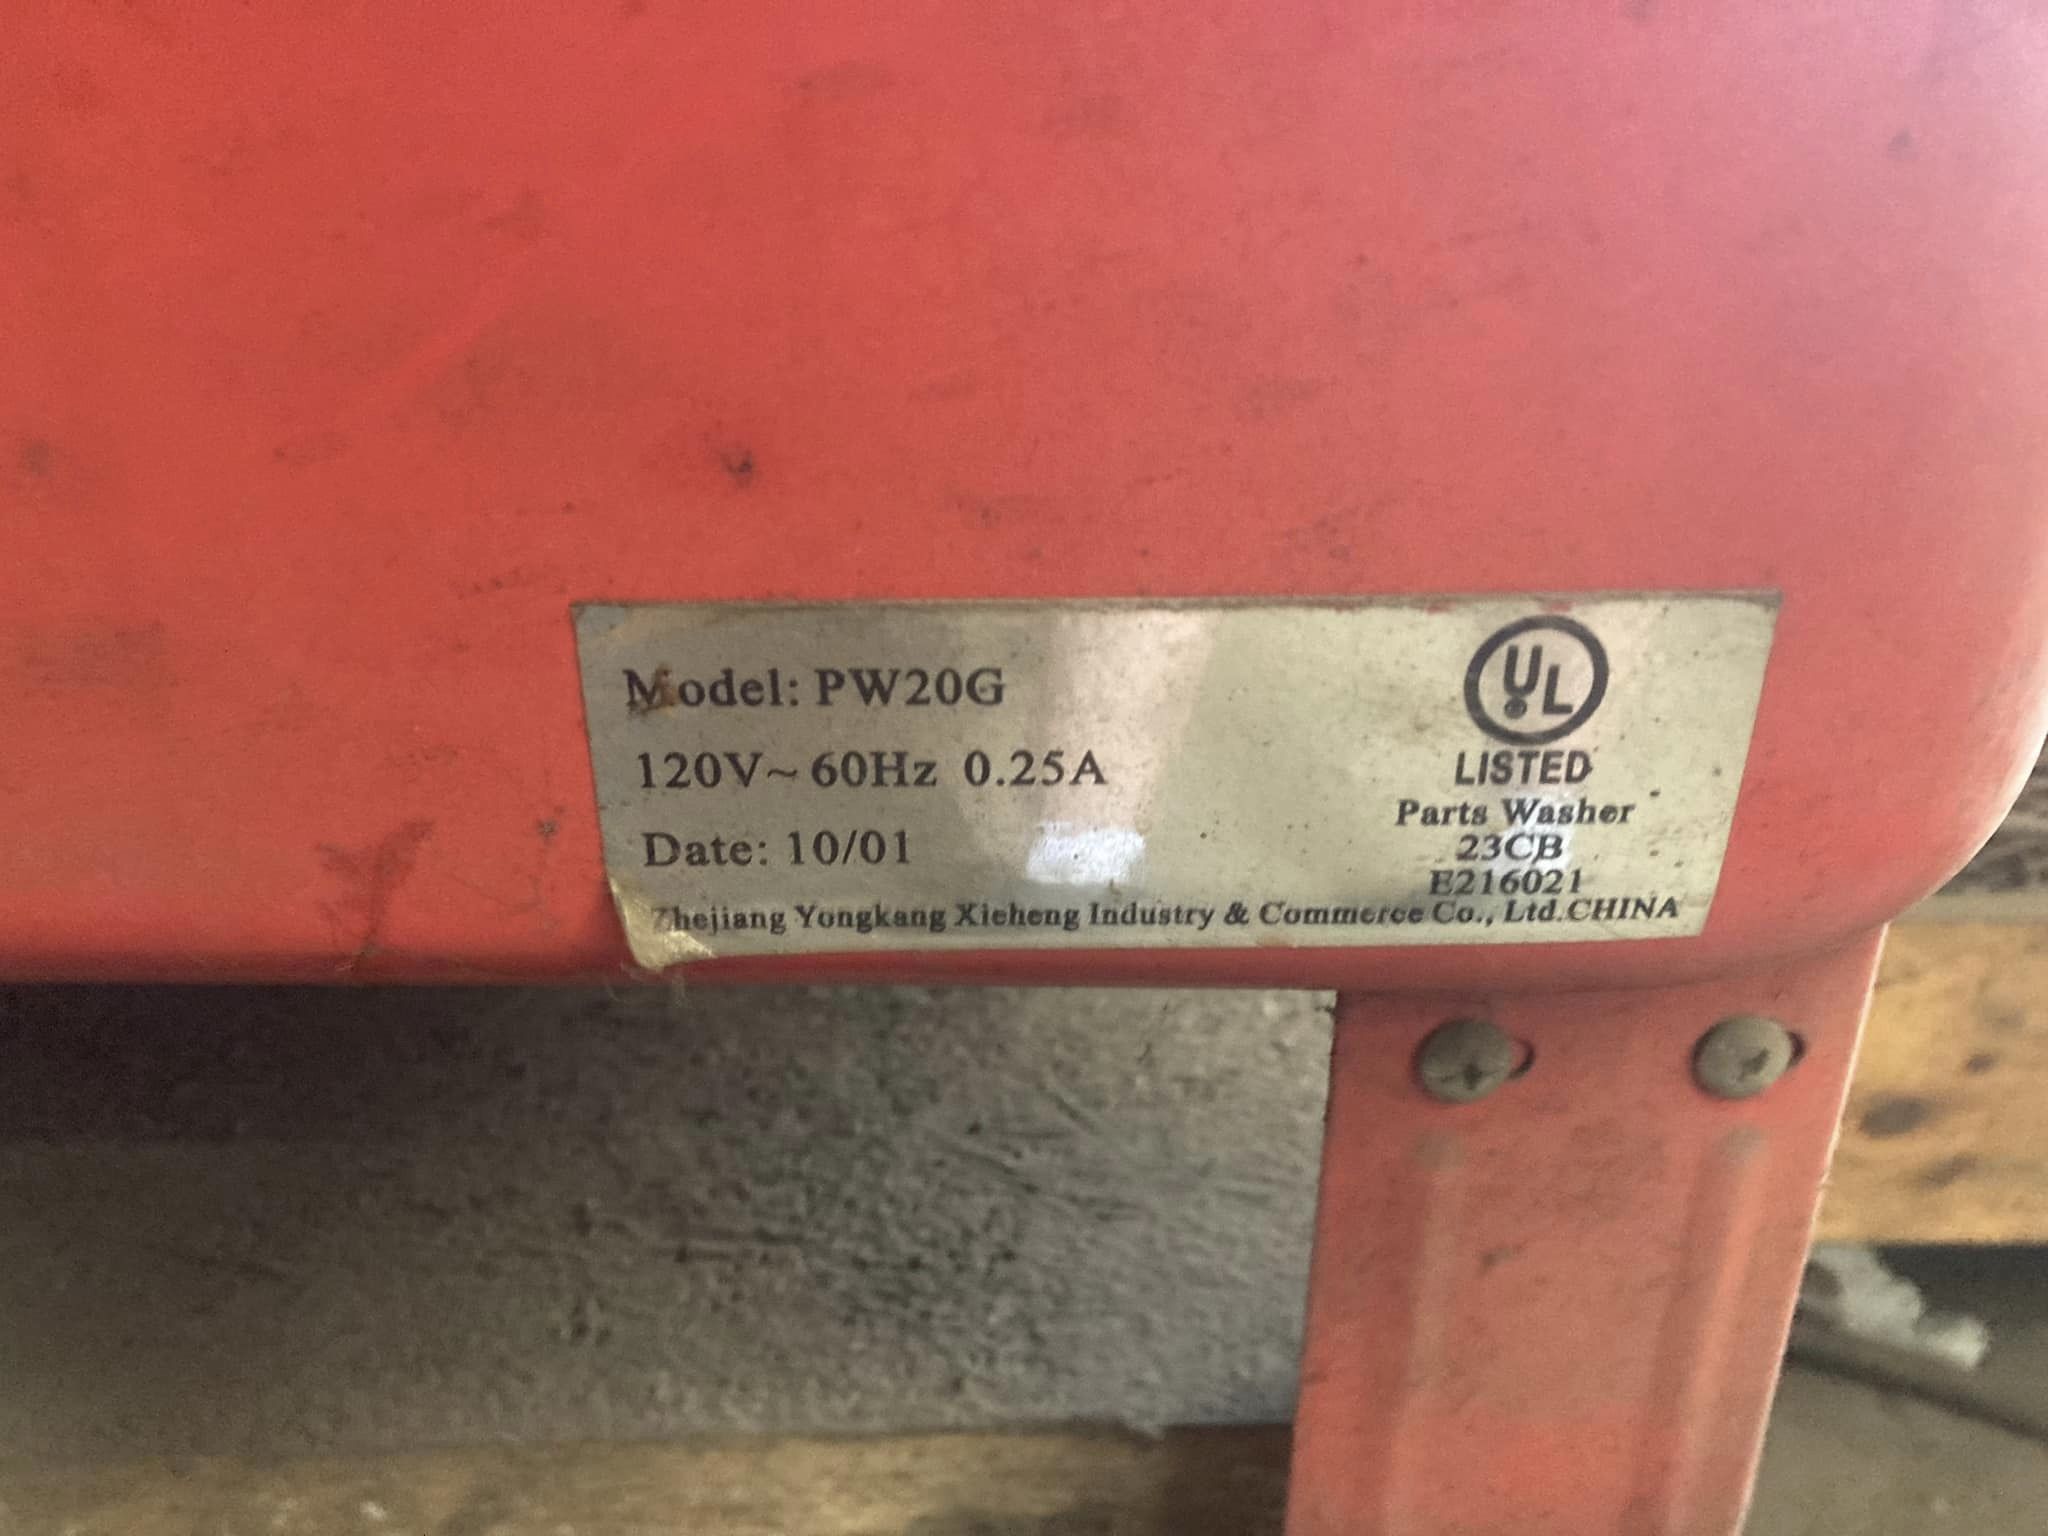 Model: PW20G
120V~ 60Hz 0.25A
Date: 10/01
UL
LISTED
Parts Washer
23CB
E216021
Zhejiang Yongkang Xieheng Industry & Commerce Co., Ltd.CHINA